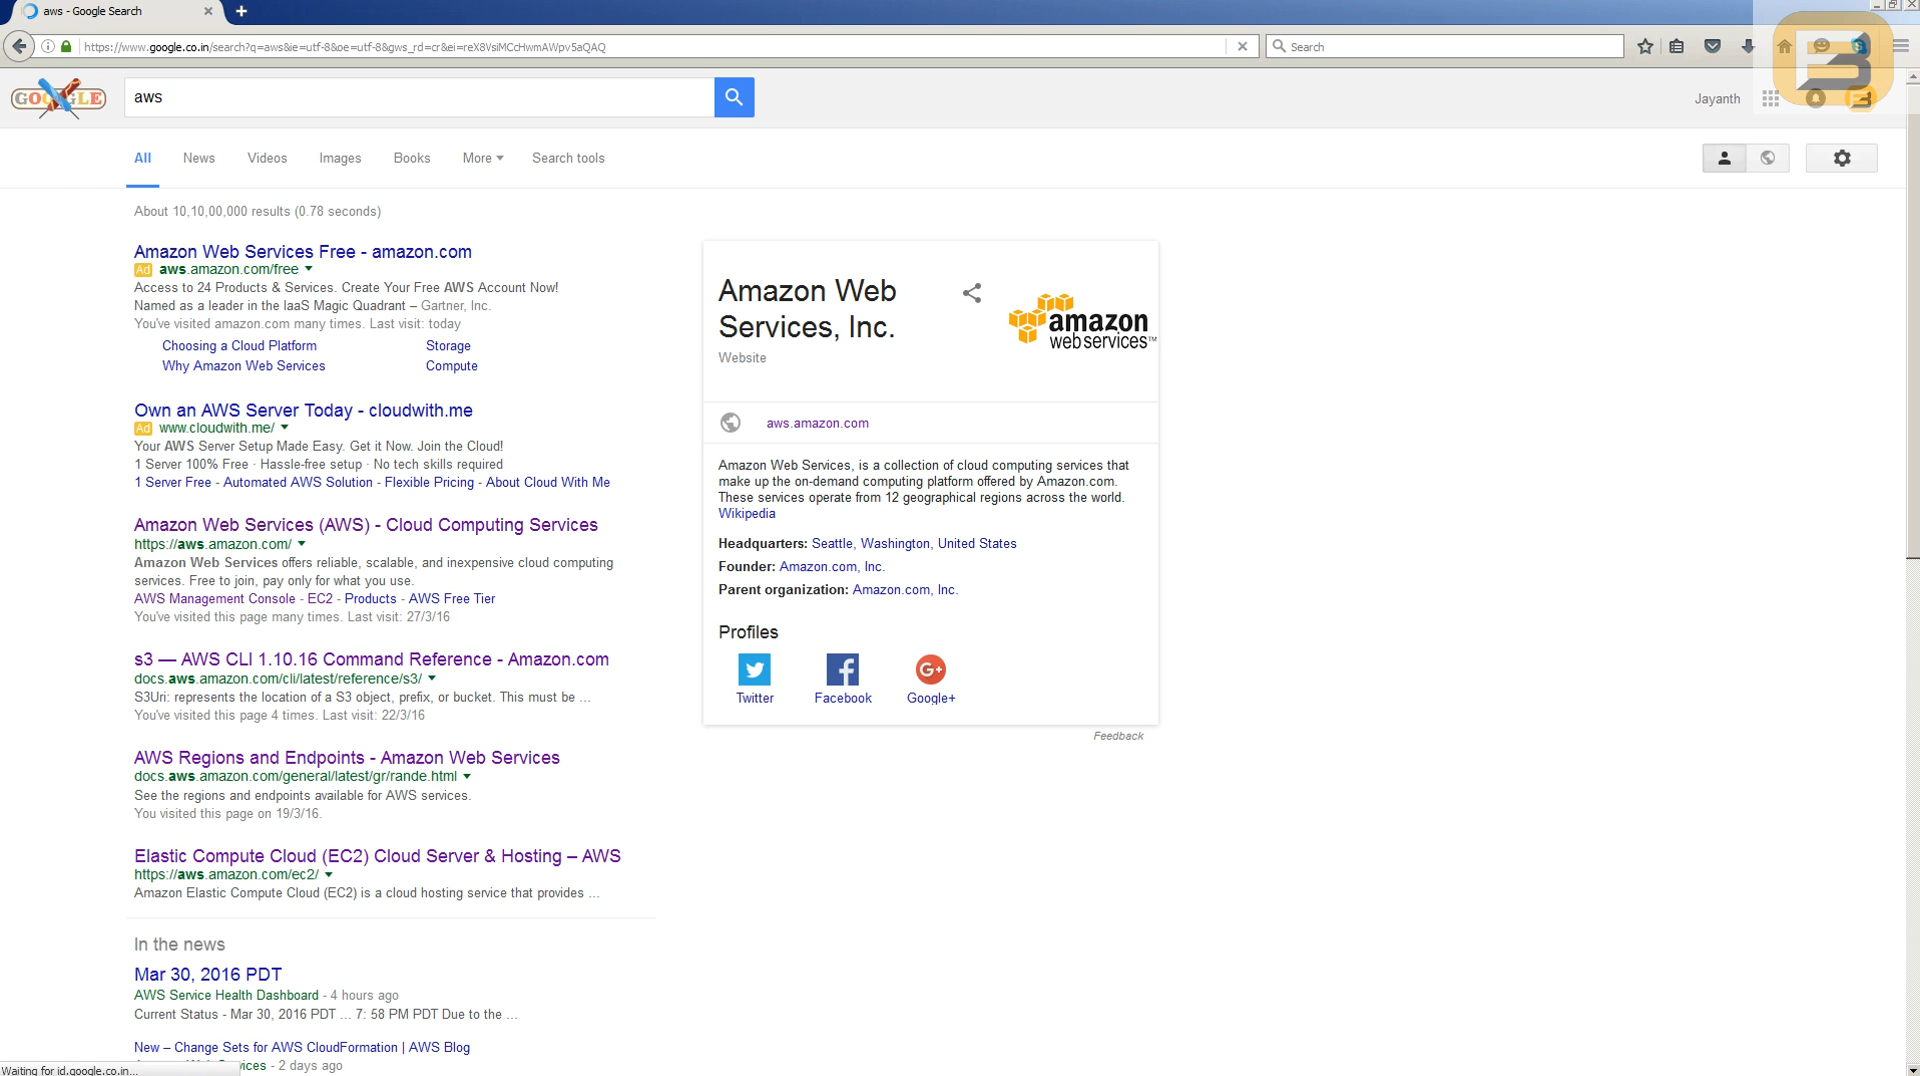 aws - Google Search
https://www.google.co.in/search?q=aws&ie=utf-8&oe=utf-8&gws_rd=cr&ei=reX8VsiMCcHwmAWpv5aQAQ
Search
GOOGLE
aws
Jayanth
All News Videos Images Books More Search tools
About 10,10,00,000 results (0.78 seconds)
Amazon Web Services Free - amazon.com
Ad aws.amazon.com/free
Access to 24 Products & Services. Create Your Free AWS Account Now!
Named as a leader in the IaaS Magic Quadrant – Gartner, Inc.
You've visited amazon.com many times. Last visit: today
Choosing a Cloud Platform Storage
Why Amazon Web Services Compute
Own an AWS Server Today - cloudwith.me
Ad www.cloudwith.me/
Your AWS Server Setup Made Easy. Get it Now. Join the Cloud!
1 Server 100% Free · Hassle-free setup · No tech skills required
1 Server Free - Automated AWS Solution - Flexible Pricing - About Cloud With Me
Amazon Web Services (AWS) - Cloud Computing Services
https://aws.amazon.com/
Amazon Web Services offers reliable, scalable, and inexpensive cloud computing
services. Free to join, pay only for what you use.
AWS Management Console - EC2 - Products - AWS Free Tier
You've visited this page many times. Last visit: 27/3/16
s3 — AWS CLI 1.10.16 Command Reference - Amazon.com
docs.aws.amazon.com/cli/latest/reference/s3/
S3Uri: represents the location of a S3 object, prefix, or bucket. This must be ...
You've visited this page 4 times. Last visit: 22/3/16
AWS Regions and Endpoints - Amazon Web Services
docs.aws.amazon.com/general/latest/gr/rande.html
See the regions and endpoints available for AWS services.
You visited this page on 19/3/16.
Elastic Compute Cloud (EC2) Cloud Server & Hosting – AWS
https://aws.amazon.com/ec2/
Amazon Elastic Compute Cloud (EC2) is a cloud hosting service that provides ...
In the news
Mar 30, 2016 PDT
AWS Service Health Dashboard - 4 hours ago
Current Status - Mar 30, 2016 PDT ... 7: 58 PM PDT Due to the ...
New – Change Sets for AWS CloudFormation | AWS Blog
- 2 days ago
Waiting for id.google.co.in...
Amazon Web
Services, Inc.
Website
amazon
webservices™
aws.amazon.com
Amazon Web Services, is a collection of cloud computing services that
make up the on-demand computing platform offered by Amazon.com.
These services operate from 12 geographical regions across the world.
Wikipedia
Headquarters: Seattle, Washington, United States
Founder: Amazon.com, Inc.
Parent organization: Amazon.com, Inc.
Profiles
Twitter Facebook Google+
Feedback